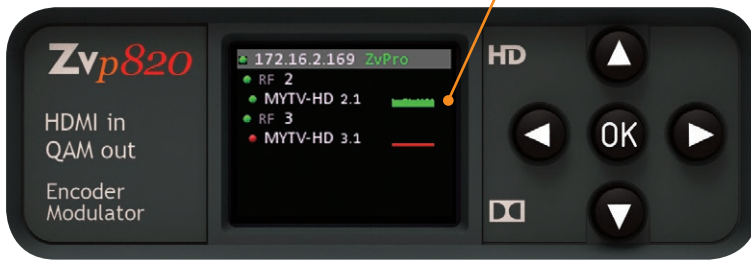 Zvp820
HDMI in
QAM out
Encoder
Modulator
172.16.2.169 ZvPro
RF 2
MYTV-HD 2.1
RF 3
MYTV-HD 3.1
HD
OK